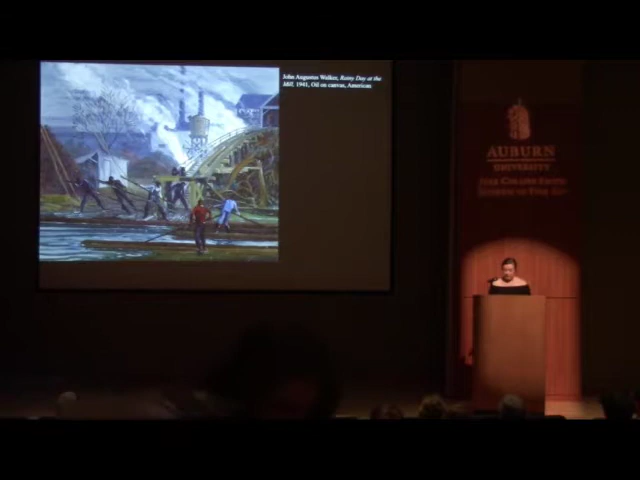 John Augustus Walker, Rainy Day at the
Mill, 1941, Oil on canvas, American
AUBURN
UNIVERSITY